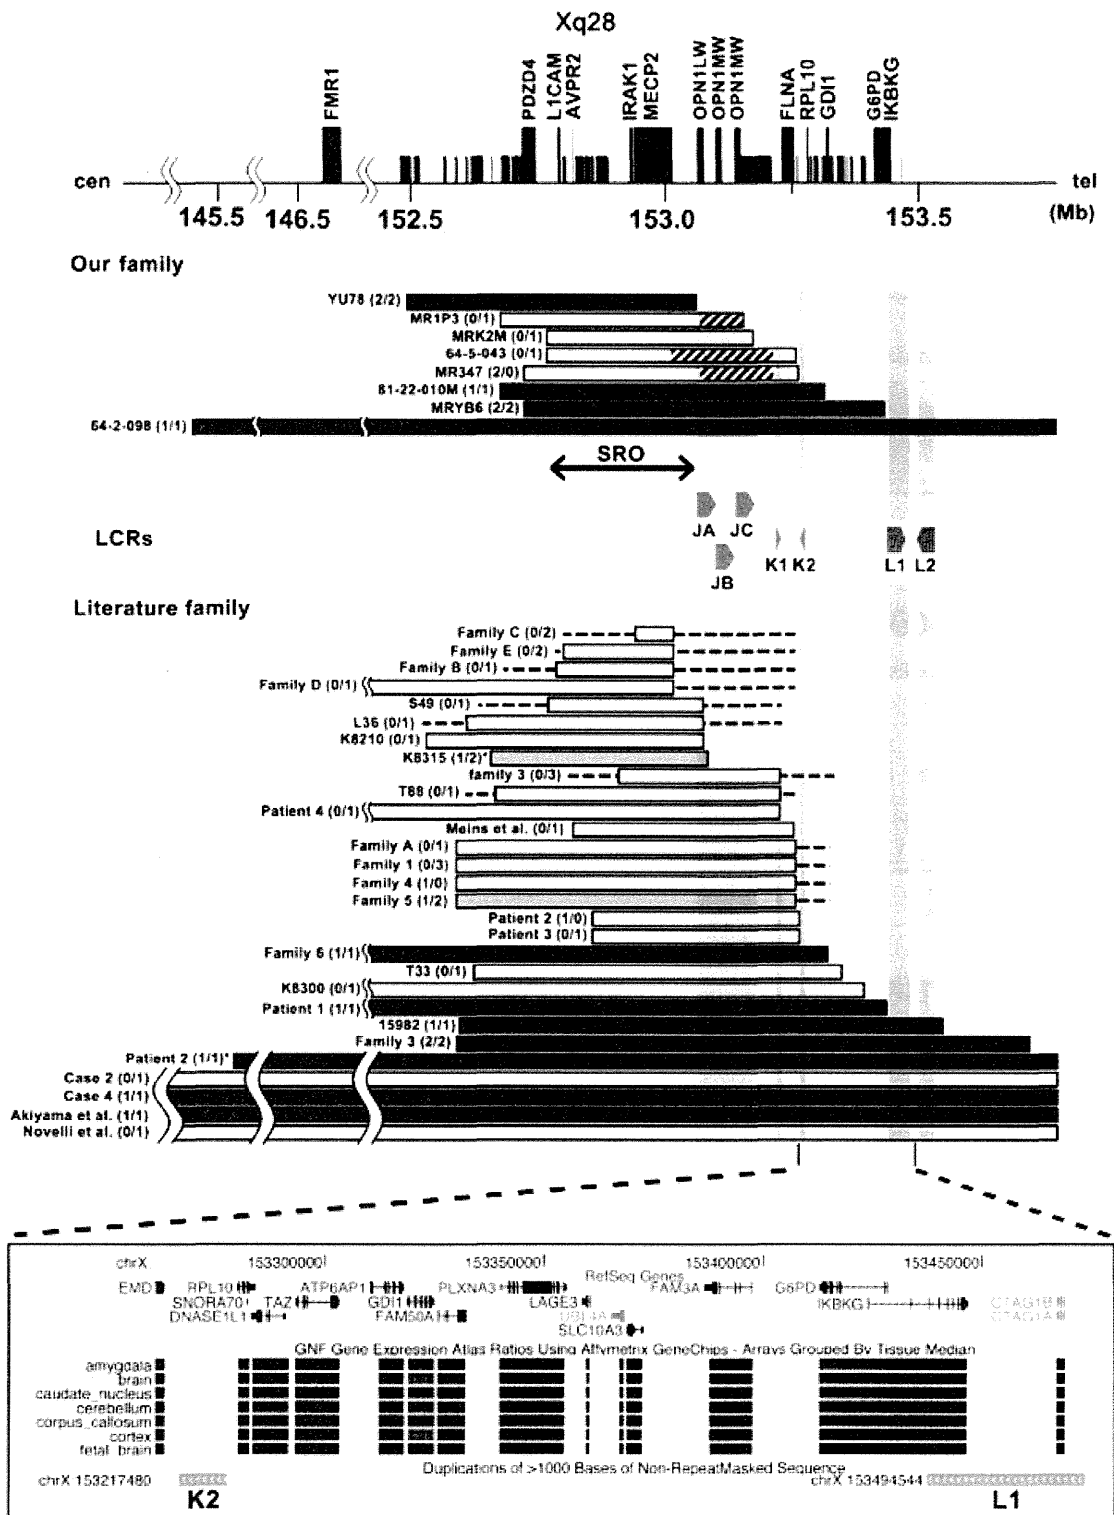 Xq28
FMR1
PDZD4
L1CAM
AVPR2
IRAK1
MECP2
OPN1LW
OPN1MW
OPN1MW
FLNA
RPL10
GDI1
G6PD
IKBKG
cen
tel
145.5
146.5
152.5
153.0
153.5
(Mb)
Our family
YU78 (2/2)
MR1P3 (0/1)
MRK2M (0/1)
64-5-043 (0/1)
MR347 (2/0)
81-22-010M (1/1)
MRYB6 (2/2)
64-2-098 (1/1)
SRO
JA
JC
LCRs
K1
K2
L1
L2
JB
Literature family
Family C (0/2)
Family E (0/2)
Family B (0/1)
Family D (0/1)
S49 (0/1)
L36 (0/1)
K8210 (0/1)
K8315 (1/2)*
family 3 (0/3)
T88 (0/1)
Patient 4 (0/1)
Meins et al. (0/1)
Family A (0/1)
Family 1 (0/3)
Family 4 (1/0)
Family 5 (1/2)
Patient 2 (1/0)
Patient 3 (0/1)
Family 6 (1/1)
T33 (0/1)
K8300 (0/1)
Patient 1 (1/1)
15982 (1/1)
Family 3 (2/2)
Patient 2 (1/1)*
Case 2 (0/1)
Case 4 (1/1)
Akiyama et al. (1/1)
Novelli et al. (0/1)
chrX
153300000
153350000
153400000
153450000
RefSeq Genes
EMD
RPL10
ATP6AP1
PLXNA3
FAM3A
G6PD
SNORA70
TAZ
GDI1
LAGE3
IKBKG
CTAG1B
DNASE1L1
FAM50A
UBL4A
CTAG1A
SLC10A3
GNF Gene Expression Atlas Ratios Using Affymetrix GeneChips - Arrays Grouped By Tissue Median
amygdala
brain
caudate_nucleus
cerebellum
corpus_callosum
cortex
fetal_brain
Duplications of >1000 Bases of Non-RepeatMasked Sequence
chrX 153217480
chrX 153494544
K2
L1